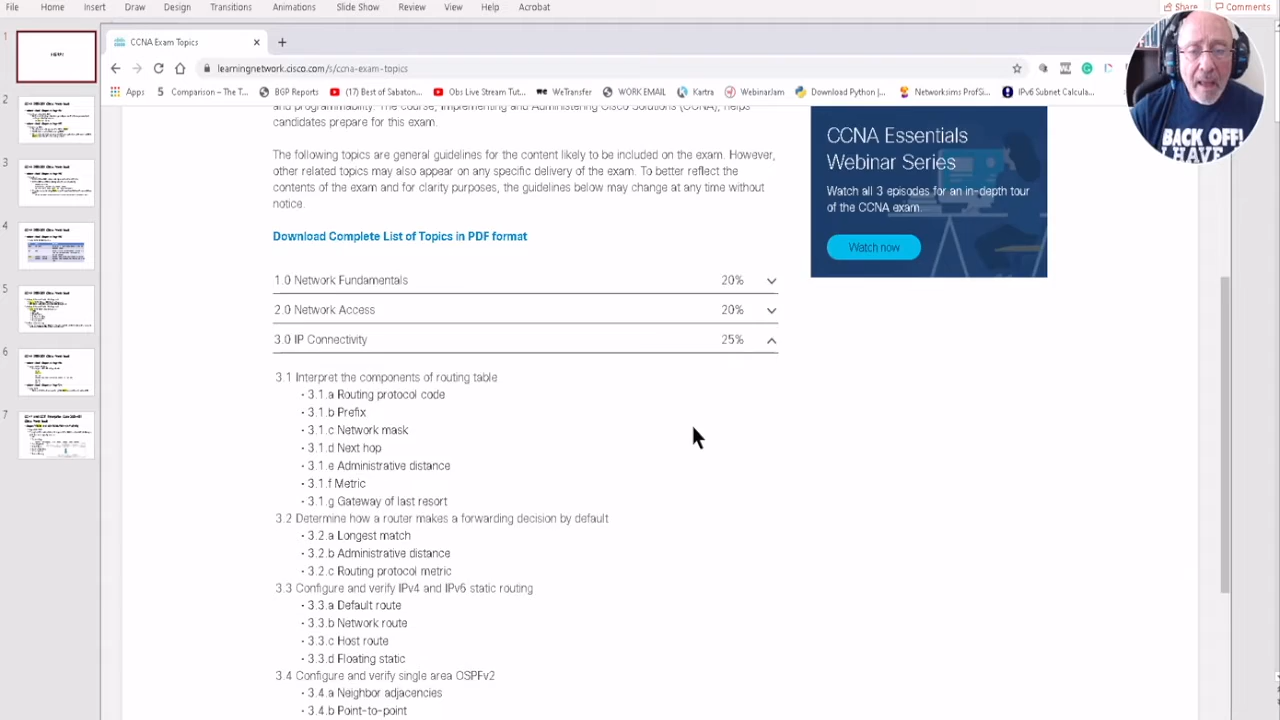 File Home Insert Draw Design Transitions Animations Slide Show Review View Help Acrobat Share Comments
1
CCNA Exam Topics
learningnetwork.cisco.com/s/ccna-exam-topics
Apps Comparison - The T... BGP Reports (17) Best of Sabaton... Obs Live Stream Out... WeTransfer WORK EMAIL Kartra WebinarJam Download Python |... Networksims ProfS... IPv6 Subnet Calcula...
BACK OFF!
I HAVE
candidates prepare for this exam.
The following topics are general guidelines for the content likely to be included on the exam. However,
other related topics may also appear on any specific delivery of the exam. To better reflect the
contents of the exam and for clarity purposes, the guidelines below may change at any time without
notice.
Download Complete List of Topics in PDF format
CCNA Essentials
Webinar Series
Watch all 3 episodes for an in-depth tour
of the CCNA exam.
Watch now
1.0 Network Fundamentals 20%
2.0 Network Access 20%
3.0 IP Connectivity 25%
3.1 Interpret the components of routing
3.1.a Routing protocol code
Prefix
3.1.c Network mask
3.1.d Next hop
3.1.e Administrative distance
3.1.f Metric
3.1.g Gateway of last resort
3.2 Determine how a router makes a forwarding decision by default
3.2.a Longest match
3.2.b Administrative distance
3.2.c Routing protocol metric
3.3 Configure and verify IPv4 and IPv6 static routing
3.3.a Default route
3.3.b Network route
3.3.c Host route
3.3.d Floating static
3.4 Configure and verify single area OSPFv2
3.4.a Neighbor adjacencies
3.4.b Point-to-point
3
4
5
6
7